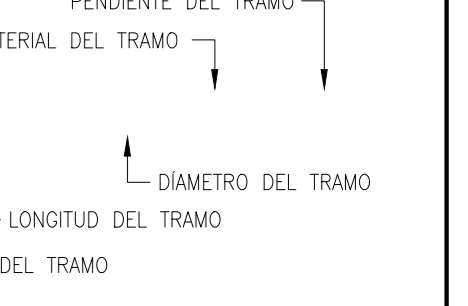 PENDIENTE DEL TRAMO
TERIAL DEL TRAMO
DÍAMETRO DEL TRAMO
LONGITUD DEL TRAMO
DEL TRAMO